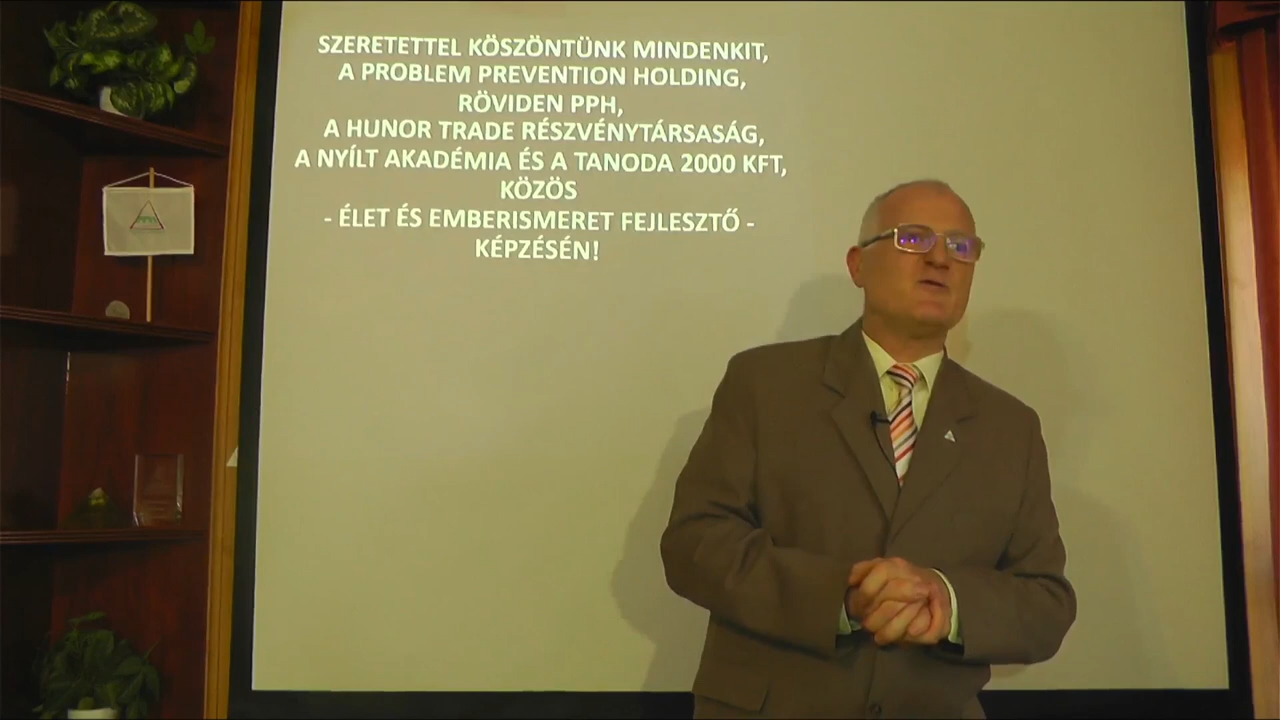 SZERETETTEL KÖSZÖNTÜNK MINDENKIT,
A PROBLEM PREVENTION HOLDING,
RÖVIDEN PPH,
A HUNOR TRADE RÉSZVÉNYTÁRSASÁG,
A NYÍLT AKADÉMIA ÉS A TANODA 2000 KFT,
KÖZÖS
- ÉLET ÉS EMBERISMERET FEJLESZTŐ -
KÉPZÉSÉN!